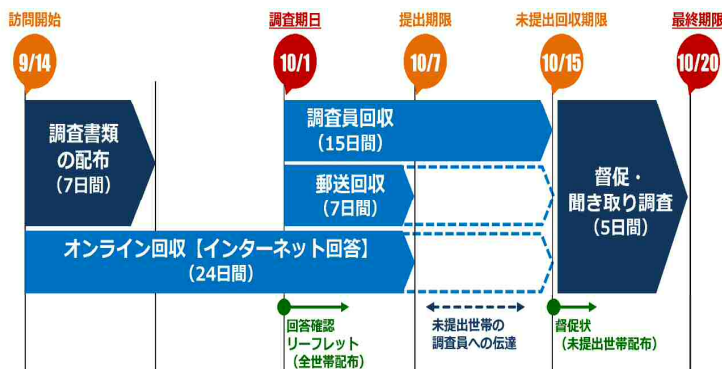 訪問開始
調査期日
提出期限
未提出回収期限
最終期限
9/14
10/1
10/7
10/15
10/20
調査書類
の配布
(7日間)
調査員回収
(15日間)
郵送回収
(7日間)
オンライン回収【インターネット回答】
(24日間)
督促・
聞き取り調査
(5日間)
回答確認
リーフレット
(全世帯配布)
未提出世帯の
調査員への伝達
督促状
(未提出世帯配布)